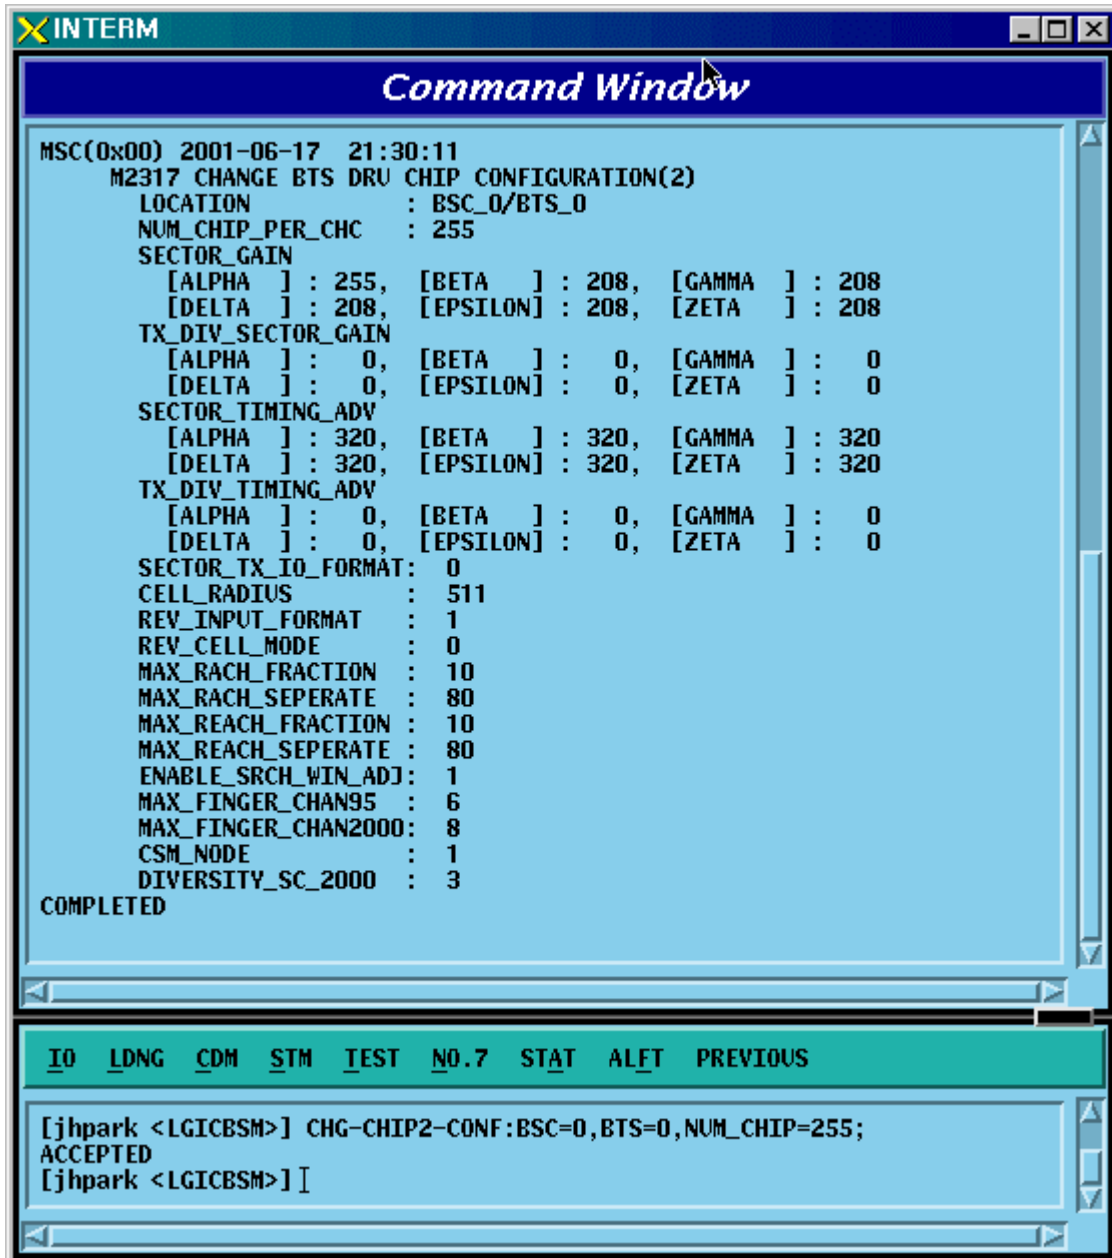 INTERM
Command Window
MSC(0x00) 2001-06-17  21:30:11
M2317 CHANGE BTS DRU CHIP CONFIGURATION(2)
LOCATION : BSC_0/BTS_0
NUM_CHIP_PER_CHC : 255
SECTOR_GAIN
[ALPHA ] : 255, [BETA ] : 208, [GAMMA ] : 208
[DELTA ] : 208, [EPSILON] : 208, [ZETA ] : 208
TX_DIV_SECTOR_GAIN
[ALPHA ] : 0, [BETA ] : 0, [GAMMA ] : 0
[DELTA ] : 0, [EPSILON] : 0, [ZETA ] : 0
SECTOR_TIMING_ADV
[ALPHA ] : 320, [BETA ] : 320, [GAMMA ] : 320
[DELTA ] : 320, [EPSILON] : 320, [ZETA ] : 320
TX_DIV_TIMING_ADV
[ALPHA ] : 0, [BETA ] : 0, [GAMMA ] : 0
[DELTA ] : 0, [EPSILON] : 0, [ZETA ] : 0
SECTOR_TX_IO_FORMAT: 0
CELL_RADIUS : 511
REV_INPUT_FORMAT : 1
REV_CELL_MODE : 0
MAX_RACH_FRACTION : 10
MAX_RACH_SEPERATE : 80
MAX_REACH_FRACTION : 10
MAX_REACH_SEPERATE : 80
ENABLE_SRCH_WIN_ADJ: 1
MAX_FINGER_CHAN95 : 6
MAX_FINGER_CHAN2000: 8
CSM_NODE : 1
DIVERSITY_SC_2000 : 3
COMPLETED
IO LDNG CDM STM TEST NO.7 STAT ALFT PREVIOUS
[jhpark <LGICBSM>] CHG-CHIP2-CONF:BSC=0,BTS=0,NUM_CHIP=255;
ACCEPTED
[jhpark <LGICBSM>]